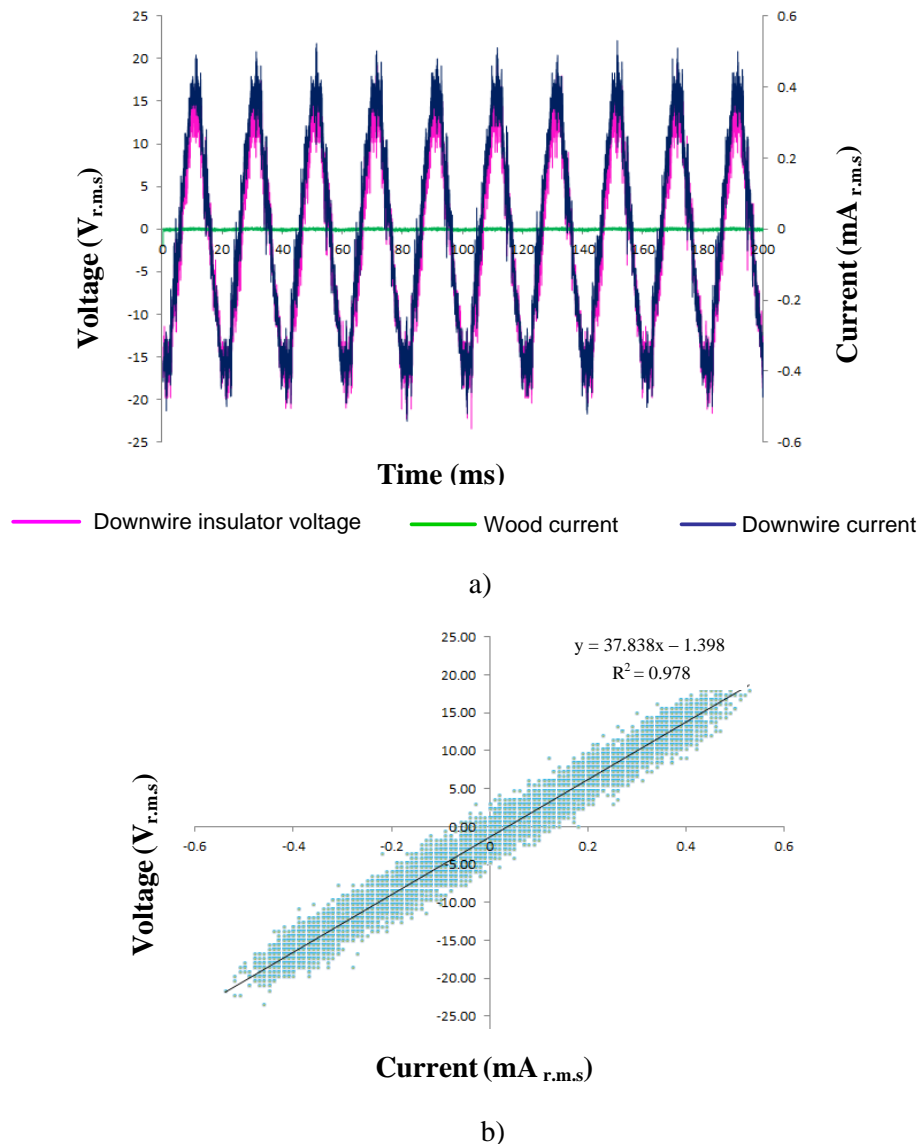 25
20
15
10
5
0
-5
-10
-15
-20
-25
0.6
0.4
0.2
0
-0.2
-0.4
-0.6
0 20 40 60 80 100 120 140 160 180 200
Voltage (Vr.m.s)
Current (mA r.m.s)
Time (ms)
Downwire insulator voltage Wood current Downwire current
a)
25.00
20.00
15.00
10.00
5.00
0.00
-5.00
-10.00
-15.00
-20.00
-25.00
y = 37.838x – 1.398
R2 = 0.978
-0.6 -0.4 -0.2 0 0.2 0.4 0.6
Voltage (Vr.m.s)
Current (mA r.m.s)
b)